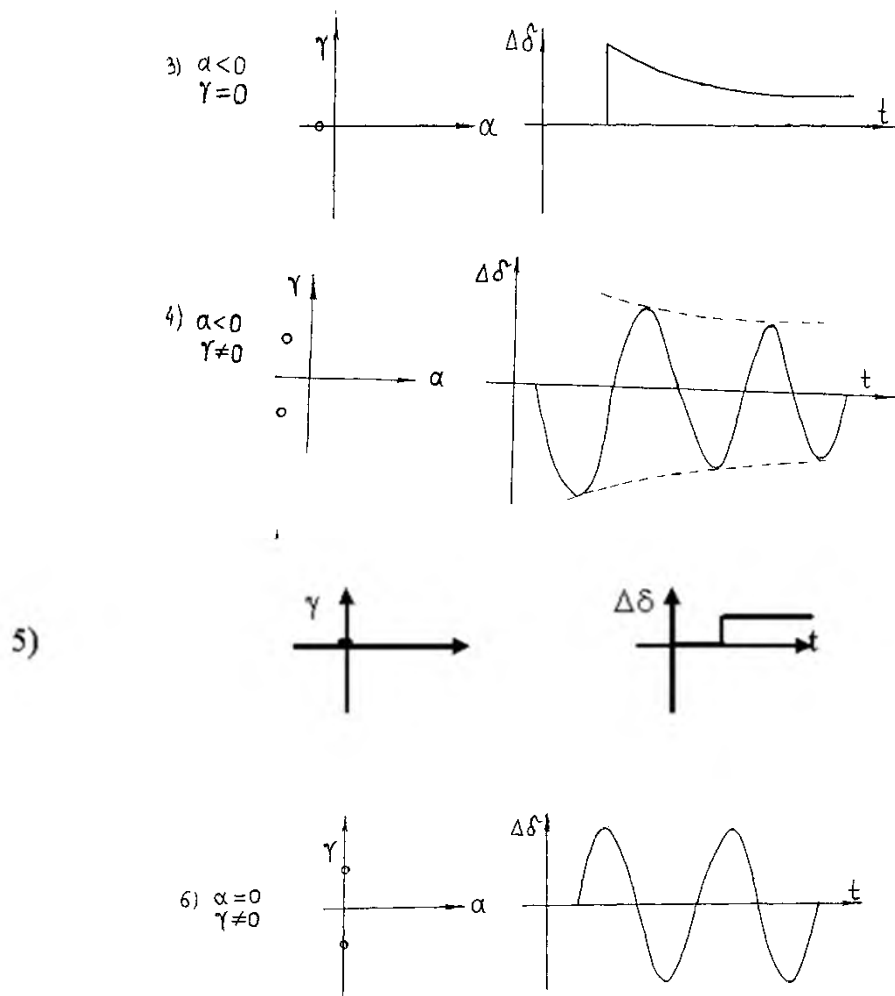 γ Δδ
3) α<0
γ=0
α t
γ Δδ
4) α<0
γ≠0
α t
5) γ Δδ
t
γ Δδ
6) α=0
γ≠0
α t